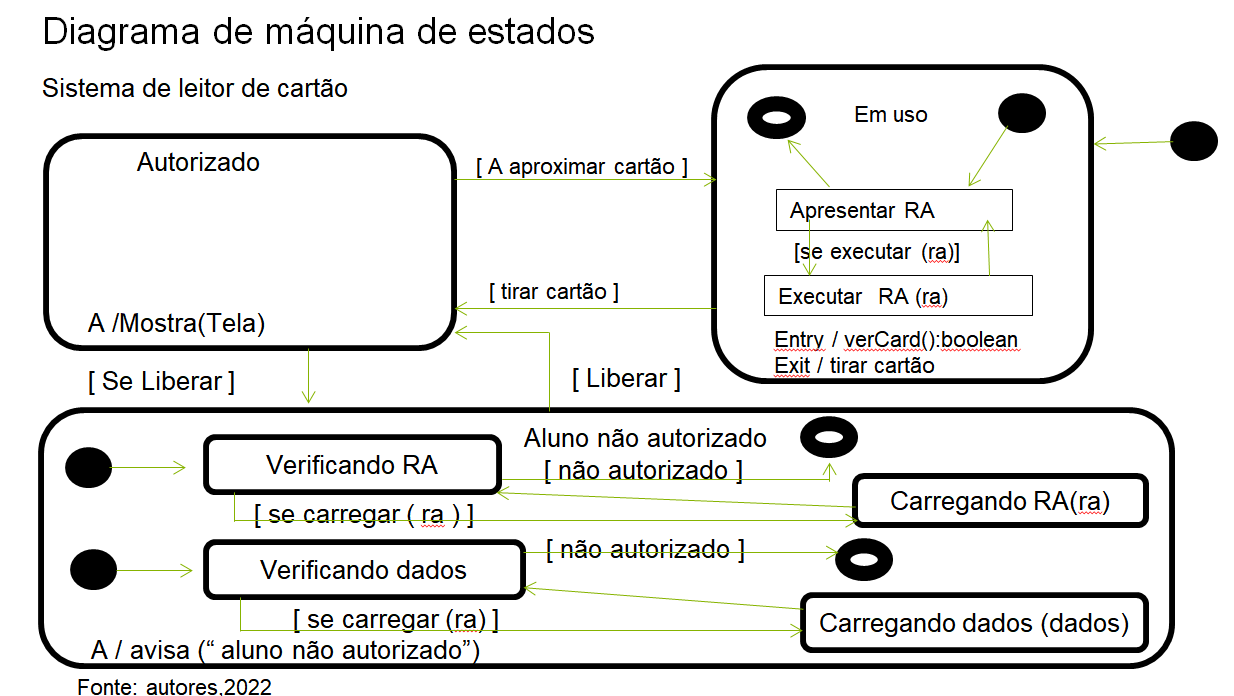 Diagrama de máquina de estados
Sistema de leitor de cartão
Autorizado
A /Mostra(Tela)
[ A aproximar cartão ]
[ tirar cartão ]
Em uso
Apresentar RA
[se executar (ra)]
Executar RA (ra)
Entry / verCard():boolean
Exit / tirar cartão
[ Se Liberar ]
[ Liberar ]
Aluno não autorizado
Verificando RA
[ não autorizado ]
Carregando RA(ra)
[ se carregar ( ra ) ]
[ não autorizado ]
Verificando dados
[ se carregar (ra) ]
Carregando dados (dados)
A / avisa (“ aluno não autorizado”)
Fonte: autores,2022